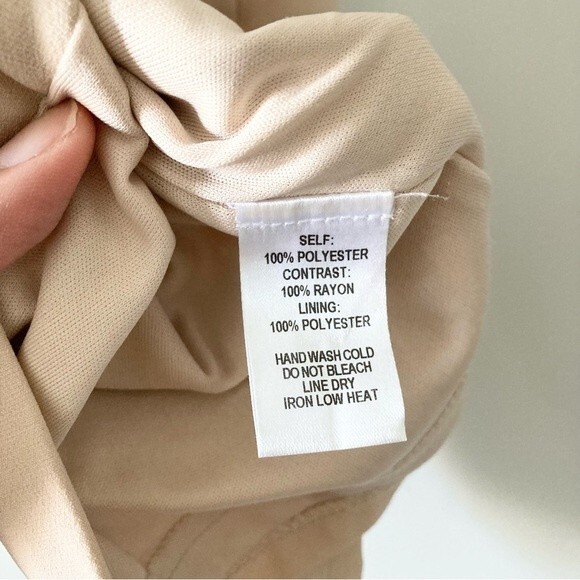 SELF:
100% POLYESTER
CONTRAST:
100% RAYON
LINING:
100% POLYESTER
HAND WASH COLD
DO NOT BLEACH
LINE DRY
IRON LOW HEAT